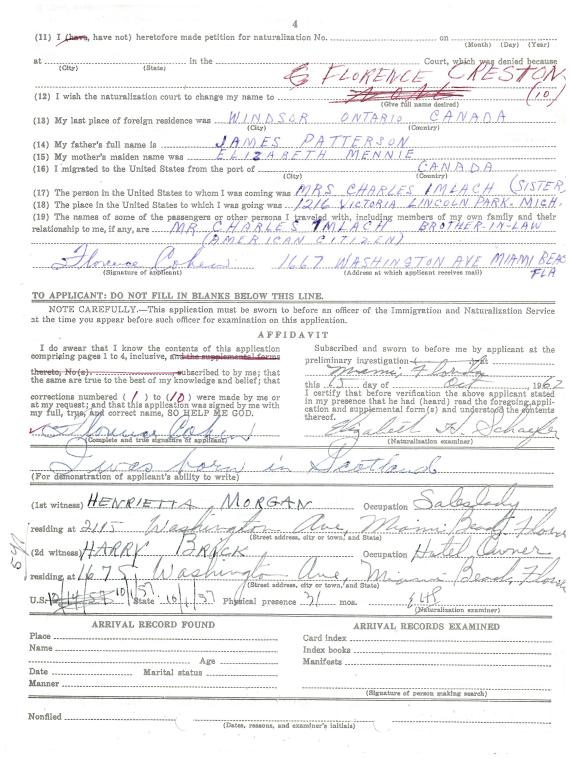 4
(11) I (have, have not) heretofore made petition for naturalization No. on
(Month) (Day) (Year)
at in the Court, which was denied because
(City) (State)
FLORENCE CRESTON
(12) I wish the naturalization court to change my name to (10)
(Give full name desired)
(13) My last place of foreign residence was WINDSOR ONTARIO CANADA
(City) (Country)
(14) My father's full name is JAMES PATTERSON
(15) My mother's maiden name was ELIZABETH MENNIE
(16) I migrated to the United States from the port of CANADA
(City) (Country)
(17) The person in the United States to whom I was coming was MRS CHARLES IMLACH (SISTER
(18) The place in the United States to which I was going was 1216 VICTORIA LINCOLN PARK. MICH.
(19) The names of some of the passengers or other persons I traveled with, including members of my own family and their
relationship to me, if any, are MR CHARLES IMLACH BROTHER-IN-LAW
(AMERICAN CITIZEN)
Florence Cohen 1667 WASHINGTON AVE MIAMI BEAC
(Signature of applicant) (Address at which applicant receives mail) FLA
TO APPLICANT: DO NOT FILL IN BLANKS BELOW THIS LINE.
NOTE CAREFULLY.—This application must be sworn to before an officer of the Immigration and Naturalization Service
at the time you appear before such officer for examination on this application.
AFFIDAVIT
I do swear that I know the contents of this application
comprising pages 1 to 4, inclusive, and the supplemental forms
thereto, No(s). subscribed to by me; that
the same are true to the best of my knowledge and belief; that
corrections numbered (1) to (10) were made by me or
at my request; and that this application was signed by me with
my full, true, and correct name, SO HELP ME GOD.
Florence Cohen
(Complete and true signature of applicant)
Subscribed and sworn to before me by applicant at the
preliminary investigation ( ) at
Miami, Florida
this 15 day of Oct 1962
I certify that before verification the above applicant stated
in my presence that he had (heard) read the foregoing appli-
cation and supplemental form(s) and understood the contents
thereof.
Elizabeth H. Schaefer
(Naturalization examiner)
I was born in Scotland
(For demonstration of applicant's ability to write)
(1st witness) HENRIETTA MORGAN Occupation Saleslady
residing at 2115 Washington Ave, Miami Beach, Florida
(Street address, city or town, and State)
(2d witness) HARRY BRICK Occupation Hotel Owner
residing at 1675 Washington Ave, Miami Beach, Florida
(Street address, city or town, and State)
U.S. 10/1/37 State 10/1/37 Physical presence 31 mos.
(Naturalization examiner)
ARRIVAL RECORD FOUND
Place
Name
Age
Date Marital status
Manner
ARRIVAL RECORDS EXAMINED
Card index
Index books
Manifests
(Signature of person making search)
Nonfiled
(Dates, reasons, and examiner's initials)